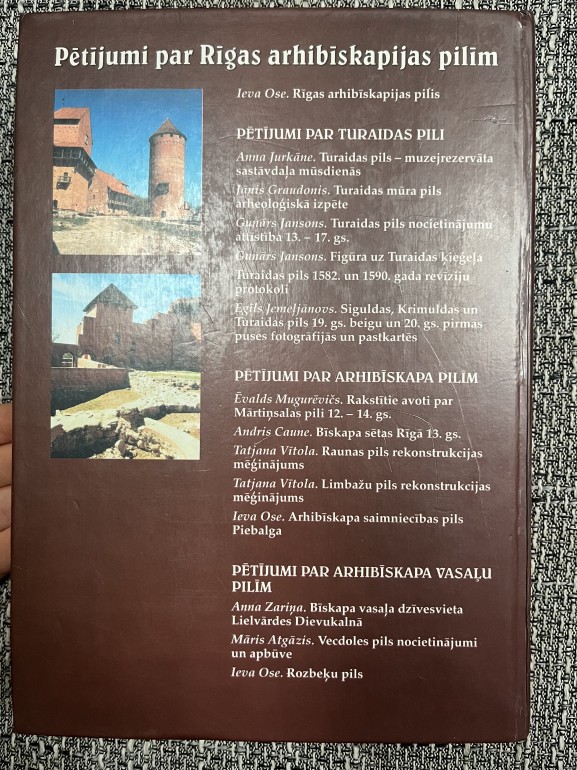 Pētījumi par Rīgas arhibīskapijas pilīm
Ieva Ose. Rīgas arhibīskapijas pilis
PĒTĪJUMI PAR TURAIDAS PILI
Anna Jurkāne. Turaidas pils – muzejrezervāta
sastāvdaļa mūsdienās
Jānis Graudonis. Turaidas mūra pils
arheoloģiskā izpēte
Gunārs Jansons. Turaidas pils nocietinājumu
attīstība 13. – 17. gs.
Gunārs Jansons. Figūra uz Turaidas ķieģeļa
Turaidas pils 1582. un 1590. gada revīziju
protokoli
Egils Jemeļjānovs. Siguldas, Krimuldas un
Turaidas pils 19. gs. beigu un 20. gs. pirmās
puses fotogrāfijās un pastkartēs
PĒTĪJUMI PAR ARHIBĪSKAPA PILĪM
Ēvalds Mugurēvičs. Rakstītie avoti par
Mārtiņsalas pili 12. – 14. gs.
Andris Caune. Bīskapa sētas Rīgā 13. gs.
Tatjana Vītola. Raunas pils rekonstrukcijas
mēģinājums
Tatjana Vītola. Limbažu pils rekonstrukcijas
mēģinājums
Ieva Ose. Arhibīskapa saimniecības pils
Piebalga
PĒTĪJUMI PAR ARHIBĪSKAPA VASAĻU
PILĪM
Anna Zariņa. Bīskapa vasaļa dzīvesvieta
Lielvārdes Dievukalnā
Māris Atgāzis. Vecdoles pils nocietinājumi
un apbūve
Ieva Ose. Rozbeķu pils